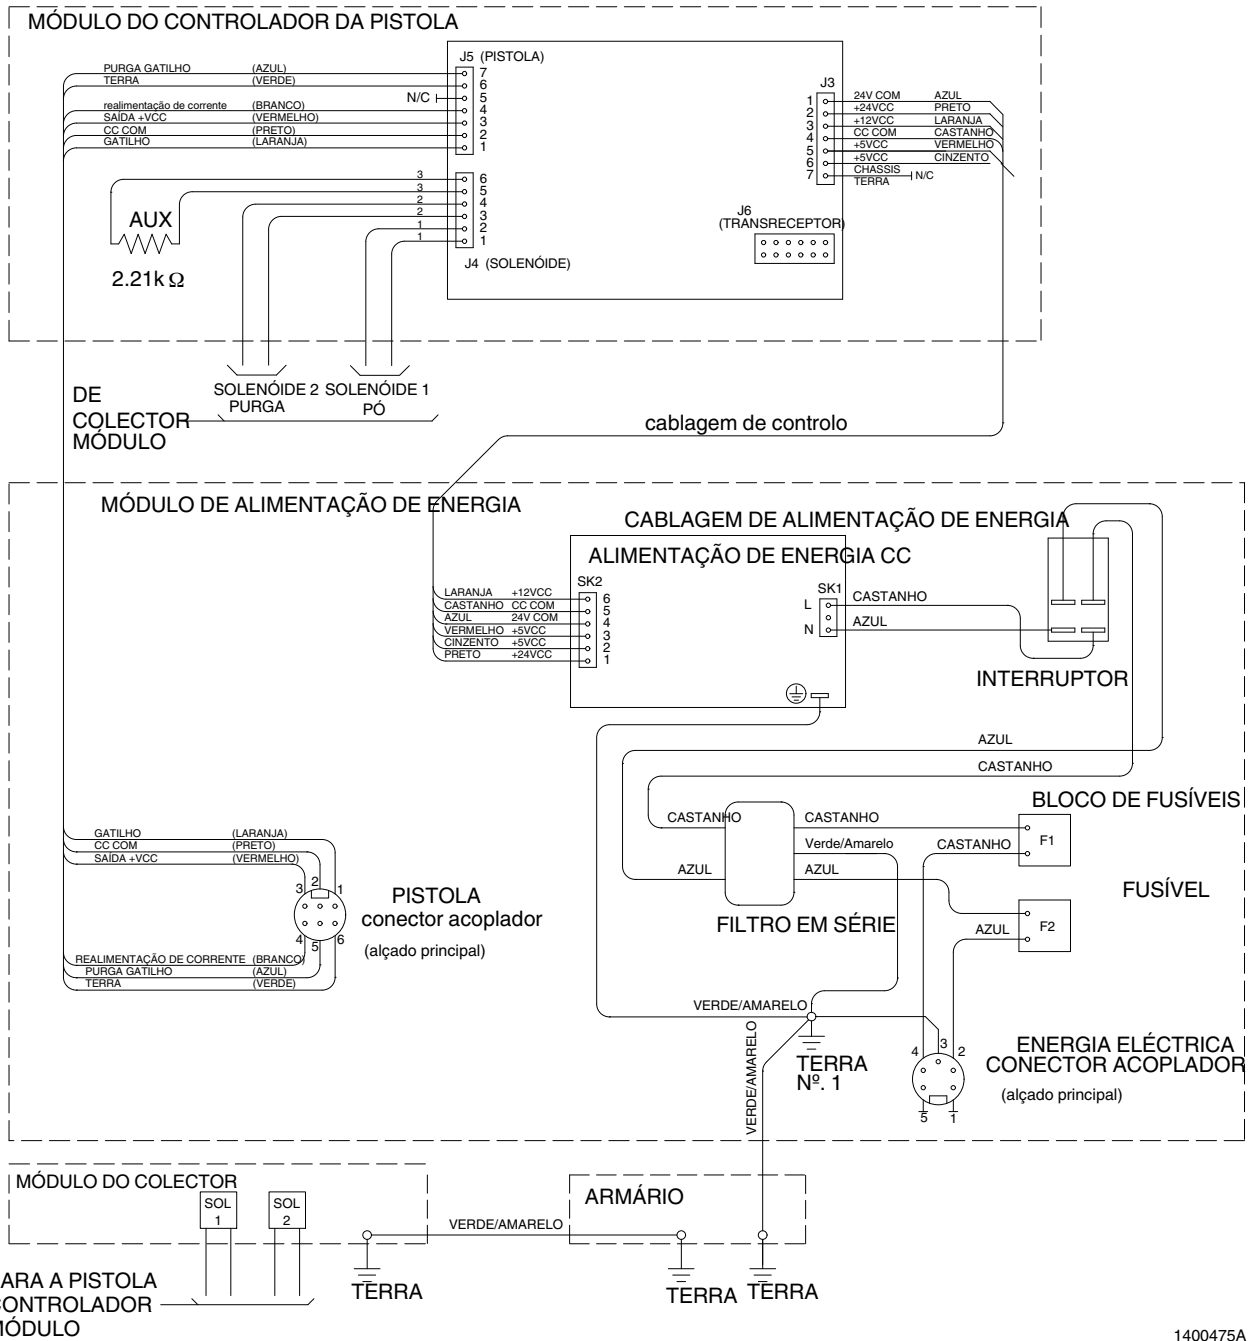 MÓDULO DO CONTROLADOR DA PISTOLA
J5 (PISTOLA)
PURGA GATILHO (AZUL) 7
TERRA (VERDE) 6
N/C 5
realimentação de corrente (BRANCO) 4
SAÍDA +VCC (VERMELHO) 3
CC COM (PRETO) 2
GATILHO (LARANJA) 1
J3
1 24V COM AZUL
2 +24VCC PRETO
3 +12VCC LARANJA
4 CC COM CASTANHO
5 +5VCC VERMELHO
6 +5VCC CINZENTO
7 CHASSIS TERRA N/C
3 6
3 5
2 4
2 3
1 2
1 1
J4 (SOLENÓIDE)
AUX
2.21k Ω
J6
(TRANSRECEPTOR)
SOLENÓIDE 2
PURGA
SOLENÓIDE 1
PÓ
DE
COLECTOR
MÓDULO
cablagem de controlo
MÓDULO DE ALIMENTAÇÃO DE ENERGIA
CABLAGEM DE ALIMENTAÇÃO DE ENERGIA
ALIMENTAÇÃO DE ENERGIA CC
SK2
LARANJA +12VCC 6
CASTANHO CC COM 5
AZUL 24V COM 4
VERMELHO +5VCC 3
CINZENTO +5VCC 2
PRETO +24VCC 1
SK1
L CASTANHO
N AZUL
INTERRUPTOR
AZUL
CASTANHO
BLOCO DE FUSÍVEIS
CASTANHO
CASTANHO
F1
Verde/Amarelo
CASTANHO
AZUL
AZUL
FUSÍVEL
FILTRO EM SÉRIE
AZUL
F2
GATILHO (LARANJA)
CC COM (PRETO)
SAÍDA +VCC (VERMELHO)
3 2 1
PISTOLA
conector acoplador
(alçado principal)
4 5 6
REALIMENTAÇÃO DE CORRENTE (BRANCO)
PURGA GATILHO (AZUL)
TERRA (VERDE)
VERDE/AMARELO
VERDE/AMARELO
TERRA
Nº. 1
4 3 2
5 1
ENERGIA ELÉCTRICA
CONECTOR ACOPLADOR
(alçado principal)
MÓDULO DO COLECTOR
SOL
1
SOL
2
VERDE/AMARELO
ARMÁRIO
TERRA
TERRA
TERRA
ARA A PISTOLA
CONTROLADOR
MÓDULO
1400475A